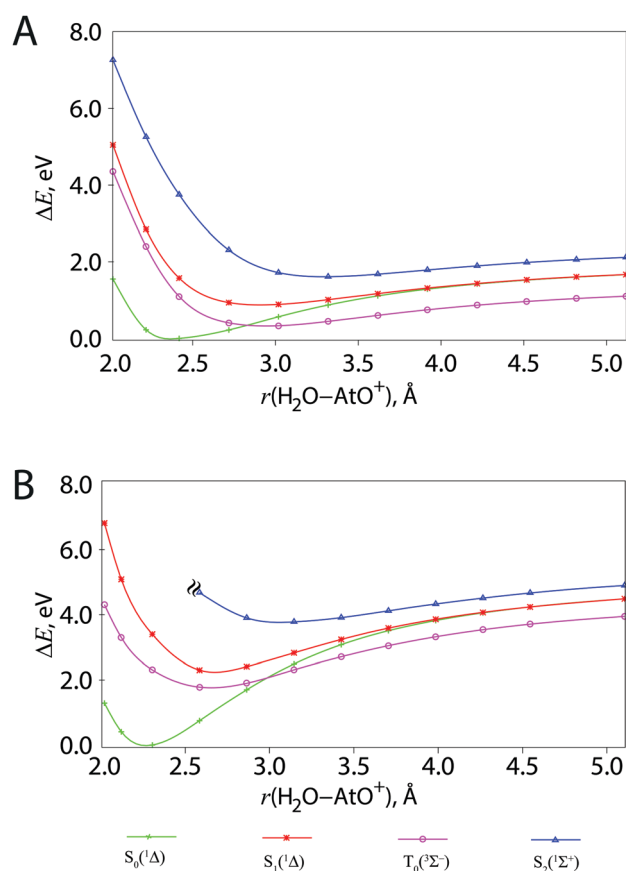 A
8.0
6.0
4.0
2.0
0.0
ΔE, eV
2.0 2.5 3.0 3.5 4.0 4.5 5.0
r(H₂O–AtO⁺), Å
B
8.0
6.0
4.0
2.0
0.0
ΔE, eV
2.0 2.5 3.0 3.5 4.0 4.5 5.0
r(H₂O–AtO⁺), Å
S₀(¹Δ) S₁(¹Δ) T₀(³Σ⁻) S₂(¹Σ⁺)